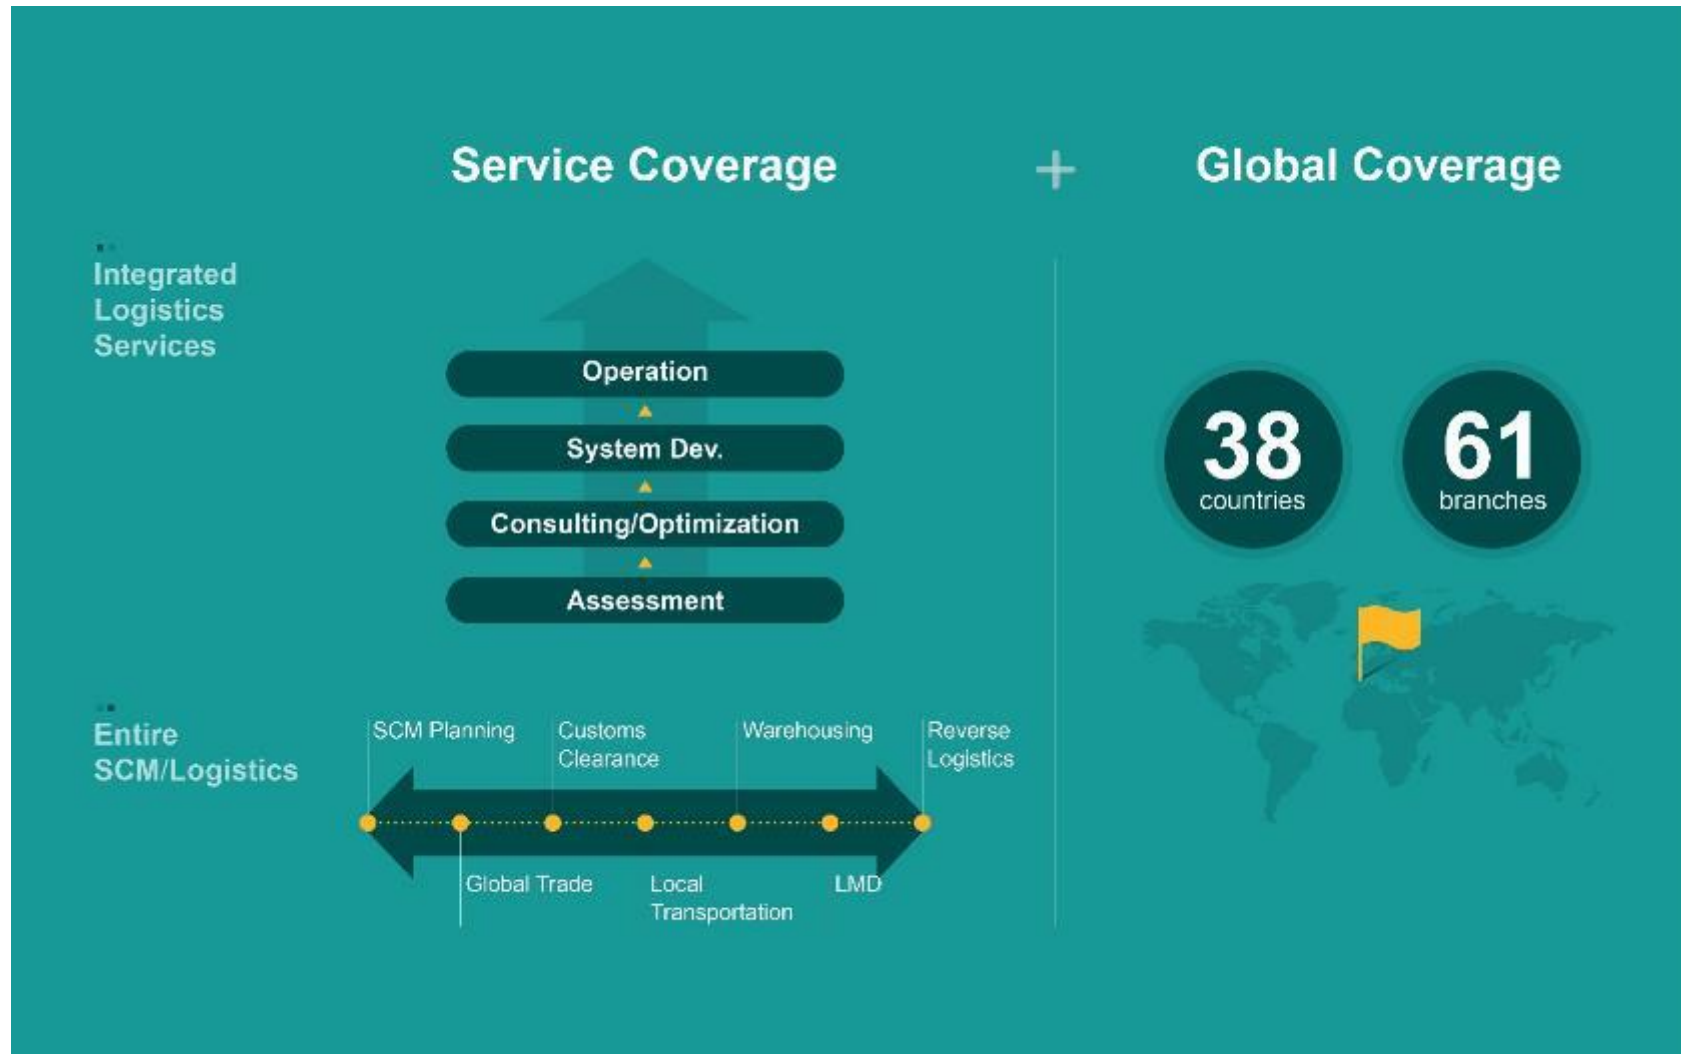 Service Coverage
+
Global Coverage
Integrated
Logistics
Services
Operation
System Dev.
Consulting/Optimization
Assessment
38
countries
61
branches
Entire
SCM/Logistics
SCM Planning
Customs
Clearance
Warehousing
Reverse
Logistics
Global Trade
Local
Transportation
LMD